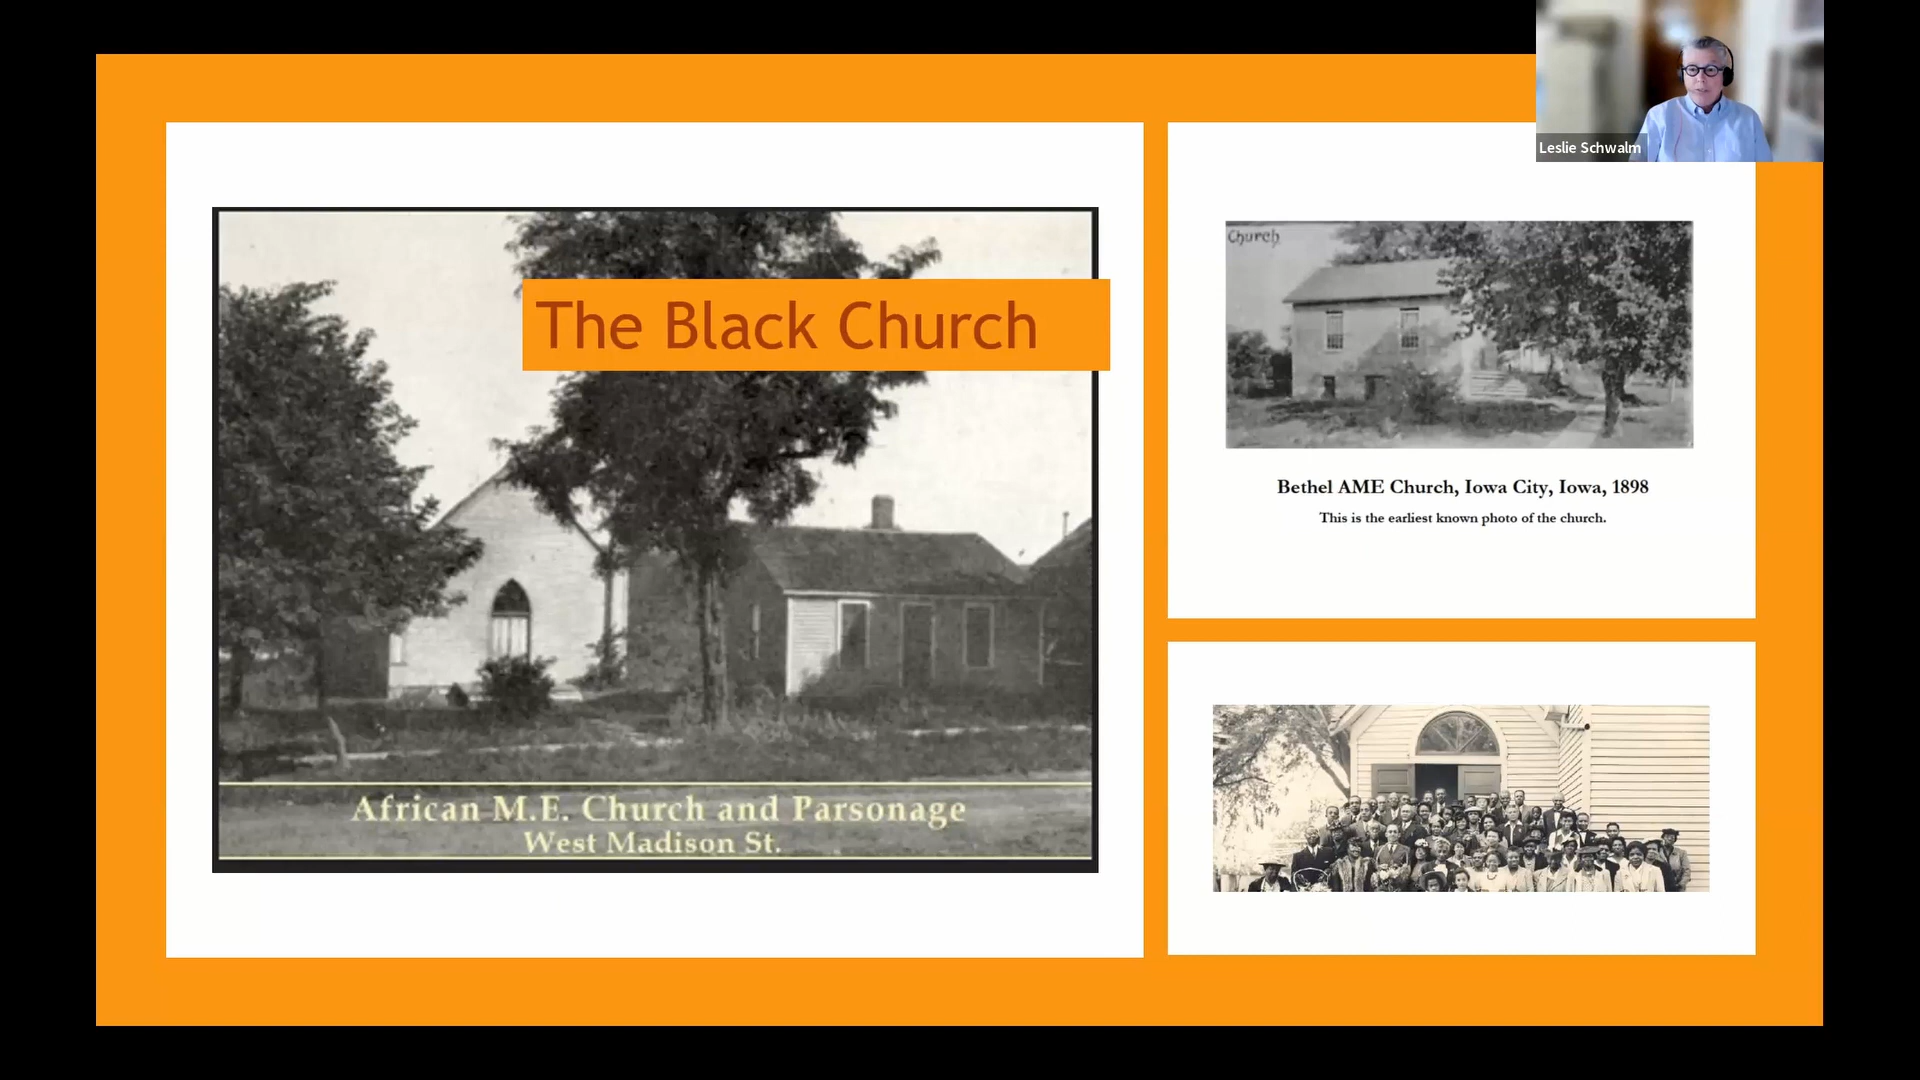 The Black Church
African M.E. Church and Parsonage
West Madison St.
Leslie Schwalm
Church
Bethel AME Church, Iowa City, Iowa, 1898
This is the earliest known photo of the church.